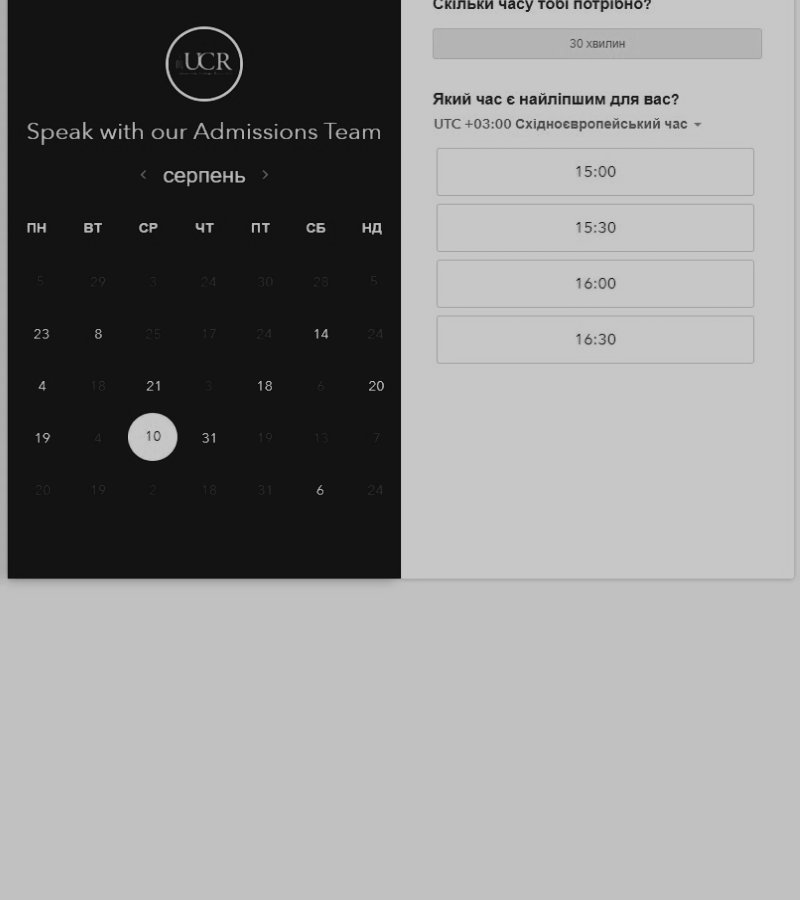 UCR
Speak with our Admissions Team
серпень
ПН ВТ СР ЧТ ПТ СБ НД
5 29 3 24 30 28 5
23 8 25 17 24 14 24
4 18 21 3 18 6 20
19 4 10 31 19 13 7
20 19 2 18 31 6 24
Скільки часу тобі потрібно?
30 хвилин
Який час є найліпшим для вас?
UTC +03:00 Східноєвропейський час
15:00
15:30
16:00
16:30